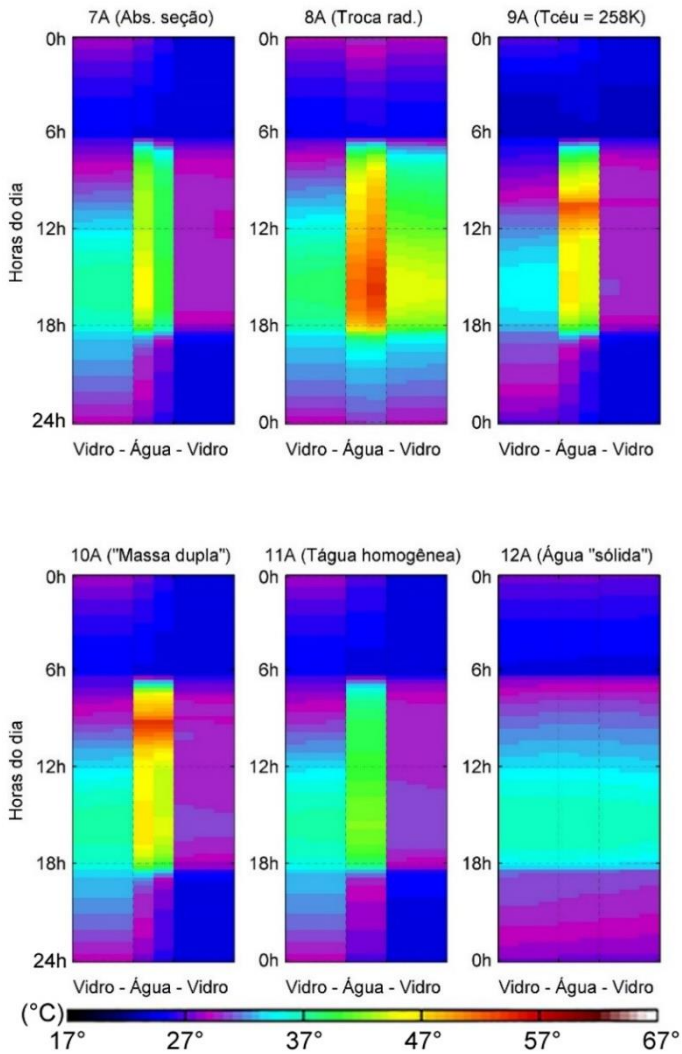 7A (Abs. seção) 8A (Troca rad.) 9A (Tcéu = 258K)
0h 0h 0h
6h 6h 6h
Horas do dia
12h 12h 12h
18h 18h 18h
24h 0h 0h
Vidro - Água - Vidro Vidro - Água - Vidro Vidro - Água - Vidro
10A ("Massa dupla") 11A (Tágua homogênea) 12A (Água "sólida")
0h 0h 0h
6h 6h 6h
Horas do dia
12h 12h 12h
18h 18h 18h
24h 0h 0h
Vidro - Água - Vidro Vidro - Água - Vidro Vidro - Água - Vidro
(°C)
17° 27° 37° 47° 57° 67°